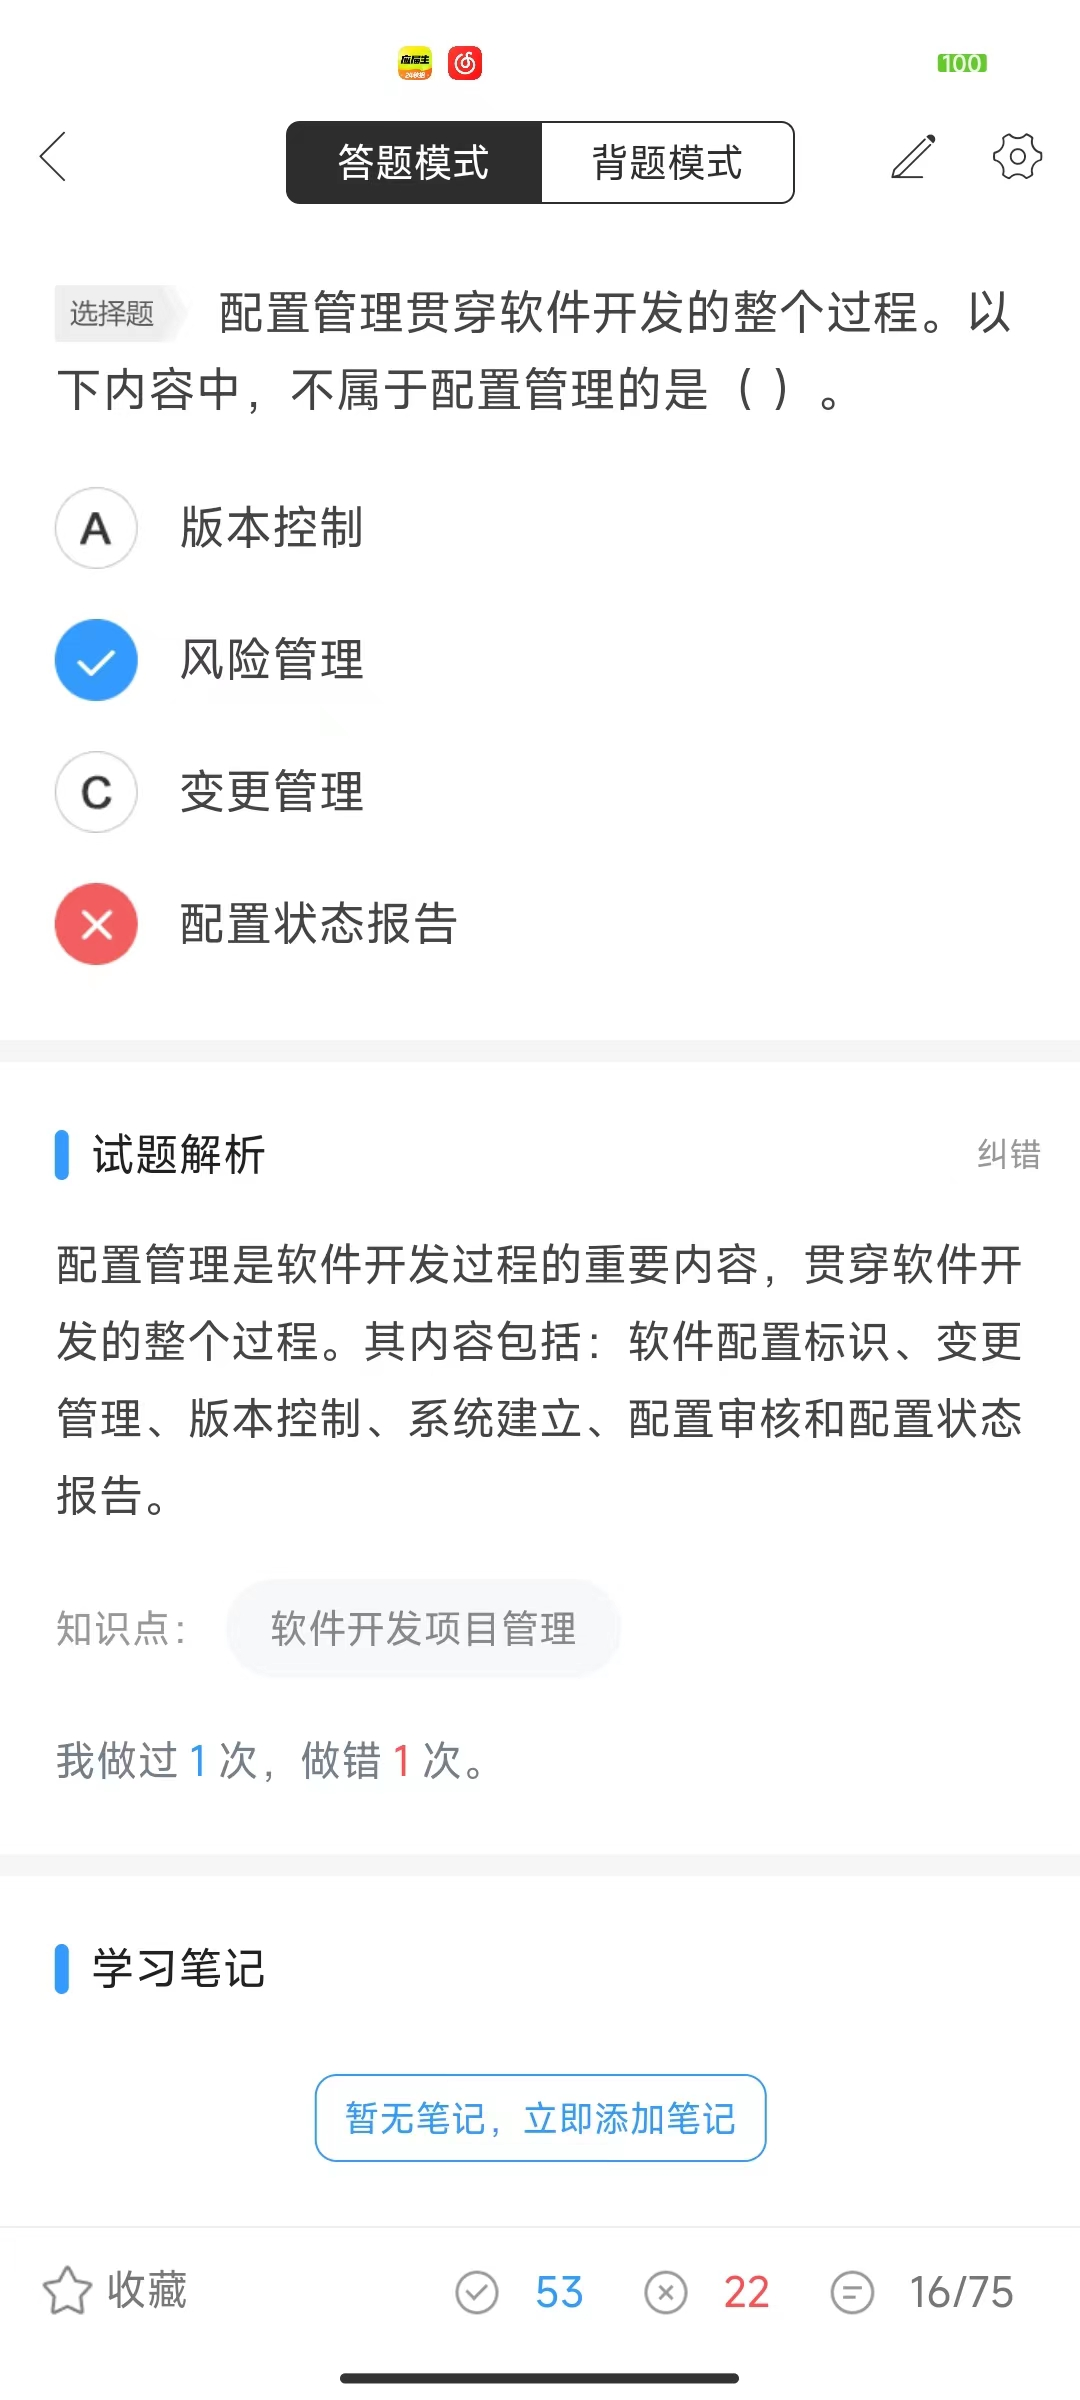 应届生
100
答题模式 背题模式
选择题 配置管理贯穿软件开发的整个过程。以
下内容中，不属于配置管理的是（ ）。
A 版本控制
风险管理
C 变更管理
配置状态报告
试题解析 纠错
配置管理是软件开发过程的重要内容，贯穿软件开
发的整个过程。其内容包括：软件配置标识、变更
管理、版本控制、系统建立、配置审核和配置状态
报告。
知识点： 软件开发项目管理
我做过 1 次，做错 1 次。
学习笔记
暂无笔记，立即添加笔记
收藏 53 22 16/75